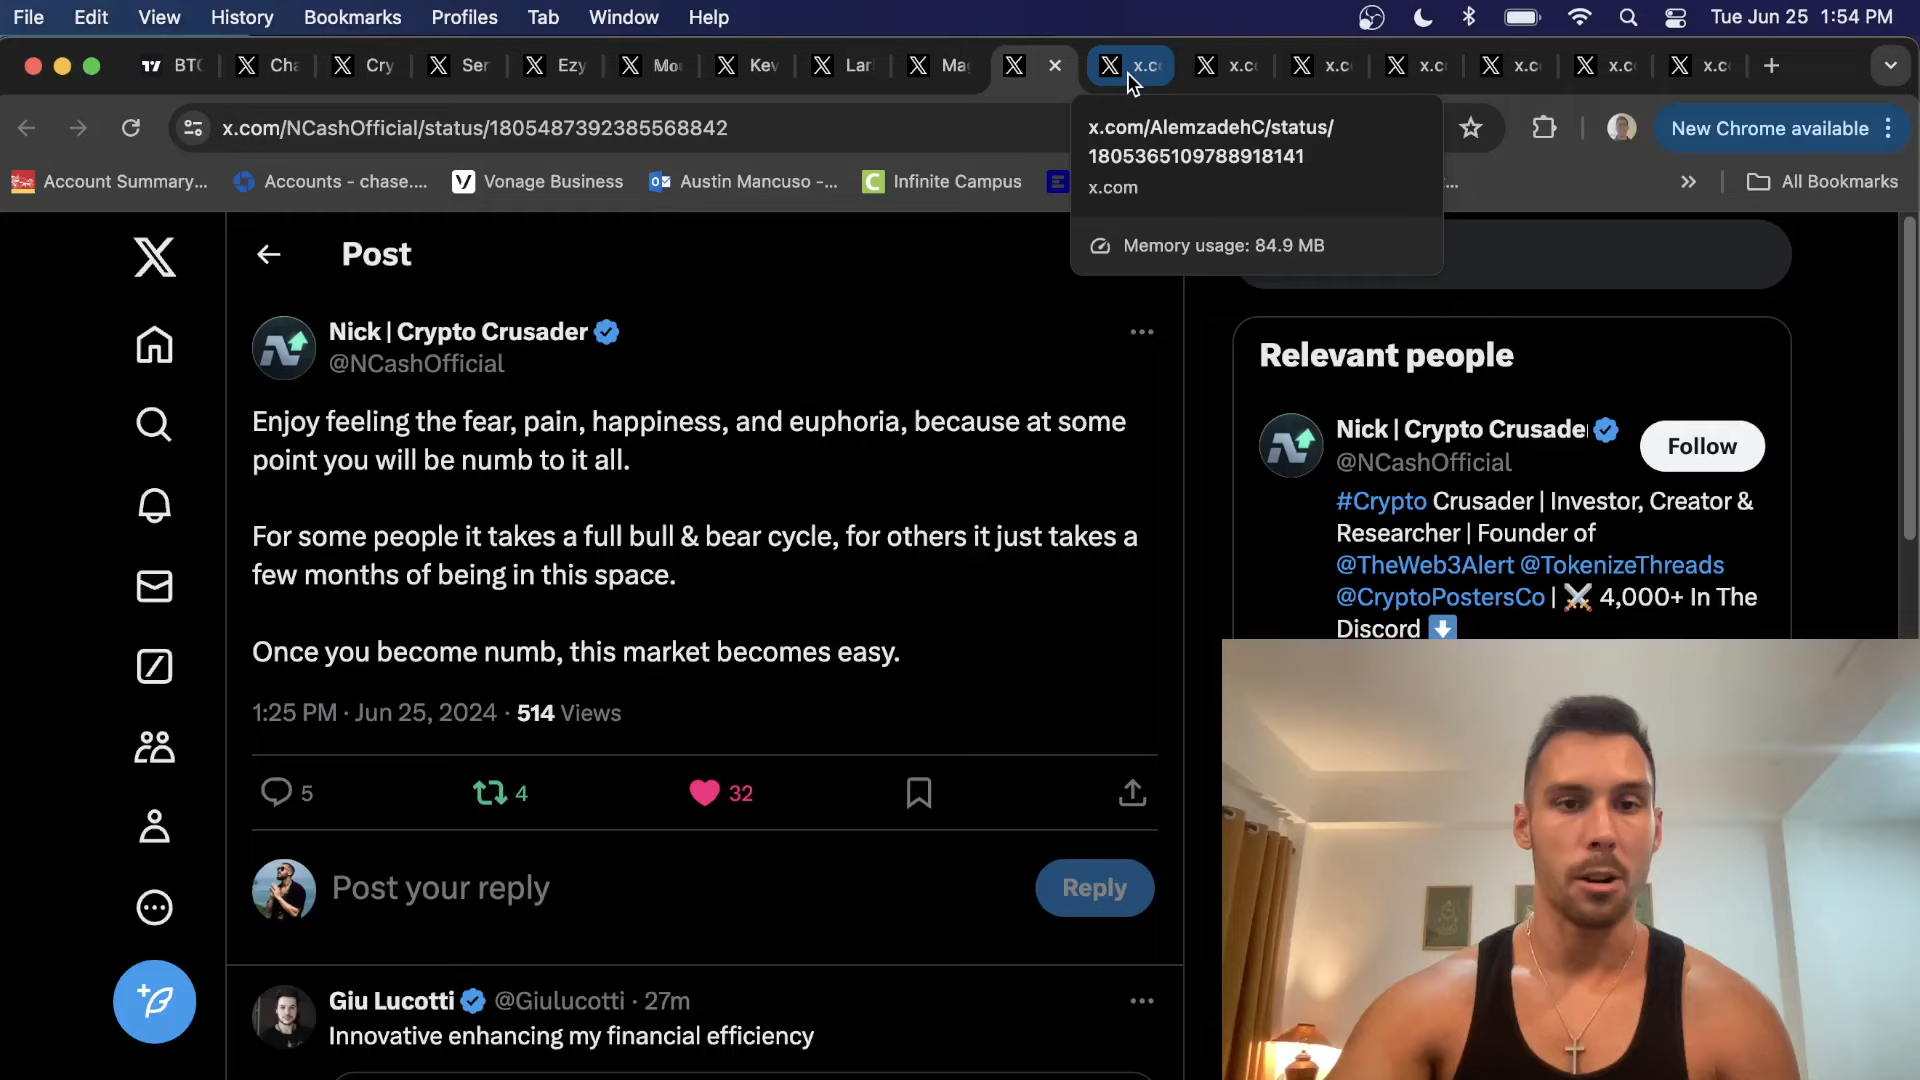 File Edit View History Bookmarks Profiles Tab Window Help Tue Jun 25 1:54 PM
BTC Cha Cry Ser Ezy Mo Kev Lar Ma x.c x.c x.c x.c x.c x.c x.c
x.com/NCashOfficial/status/1805487392385568842
New Chrome available
x.com/AlemzadehC/status/
1805365109788918141
x.com
Memory usage: 84.9 MB
Account Summary... Accounts - chase.... Vonage Business Austin Mancuso -... Infinite Campus ... All Bookmarks
Post
Nick | Crypto Crusader
@NCashOfficial
Enjoy feeling the fear, pain, happiness, and euphoria, because at some
point you will be numb to it all.
For some people it takes a full bull & bear cycle, for others it just takes a
few months of being in this space.
Once you become numb, this market becomes easy.
1:25 PM · Jun 25, 2024 · 514 Views
5 4 32
Post your reply
Reply
Giu Lucotti @Giulucotti · 27m
Innovative enhancing my financial efficiency
Relevant people
Nick | Crypto Crusade
@NCashOfficial
Follow
#Crypto Crusader | Investor, Creator &
Researcher | Founder of
@TheWeb3Alert @TokenizeThreads
@CryptoPostersCo | ⚔️ 4,000+ In The
Discord ⬇️